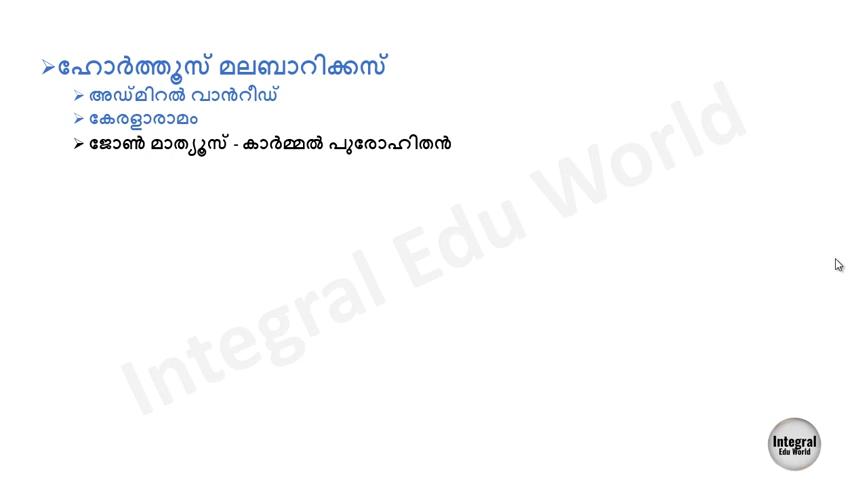 ഹോർത്തൂസ് മലബാറിക്കസ്
അഡ്മിറൽ വാൻറീഡ്
കേരളാരാമം
ജോൺ മാത്യൂസ് - കാർമ്മൽ പുരോഹിതൻ
Integral Edu World
Integral
Edu World